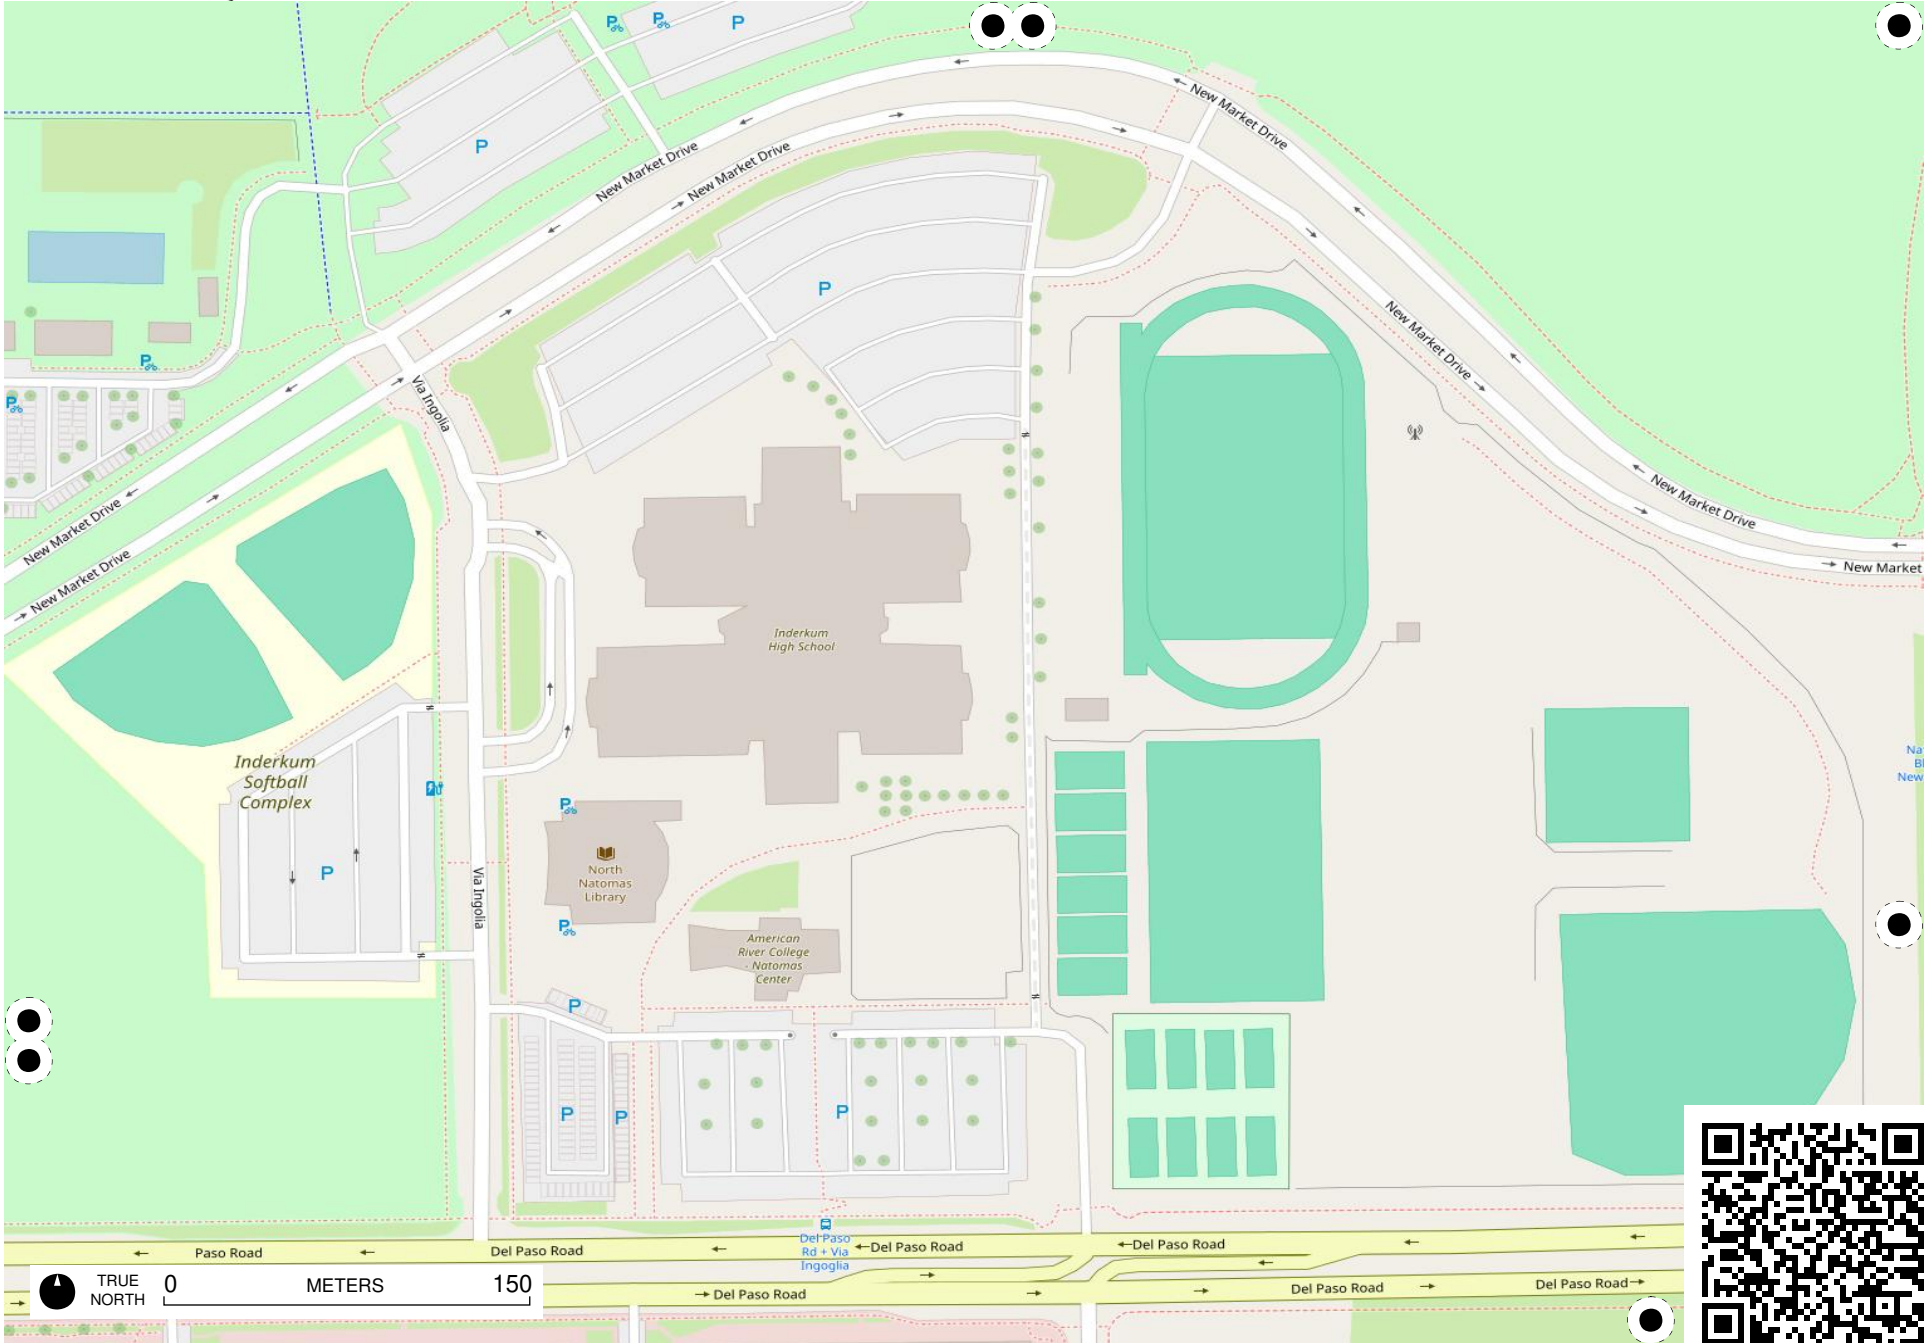 P
P
P
New Market Drive
P
New Market Drive
New Market Drive
P
New Market Drive
P
Via Ingolia
P
New Market Drive
New Market Drive
New Market Drive
New Market
Inderkum
High School
Inderkum
Softball
Complex
P
North
Natomas
Library
P
P
Via Ingolia
American
River College
- Natomas
Center
P
P
P
P
Del Paso
Rd + Via
Ingoglia
Paso Road
Del Paso Road
Del Paso Road
Del Paso Road
Del Paso Road
Del Paso Road
Del Paso Road
TRUE
NORTH
0 METERS 150